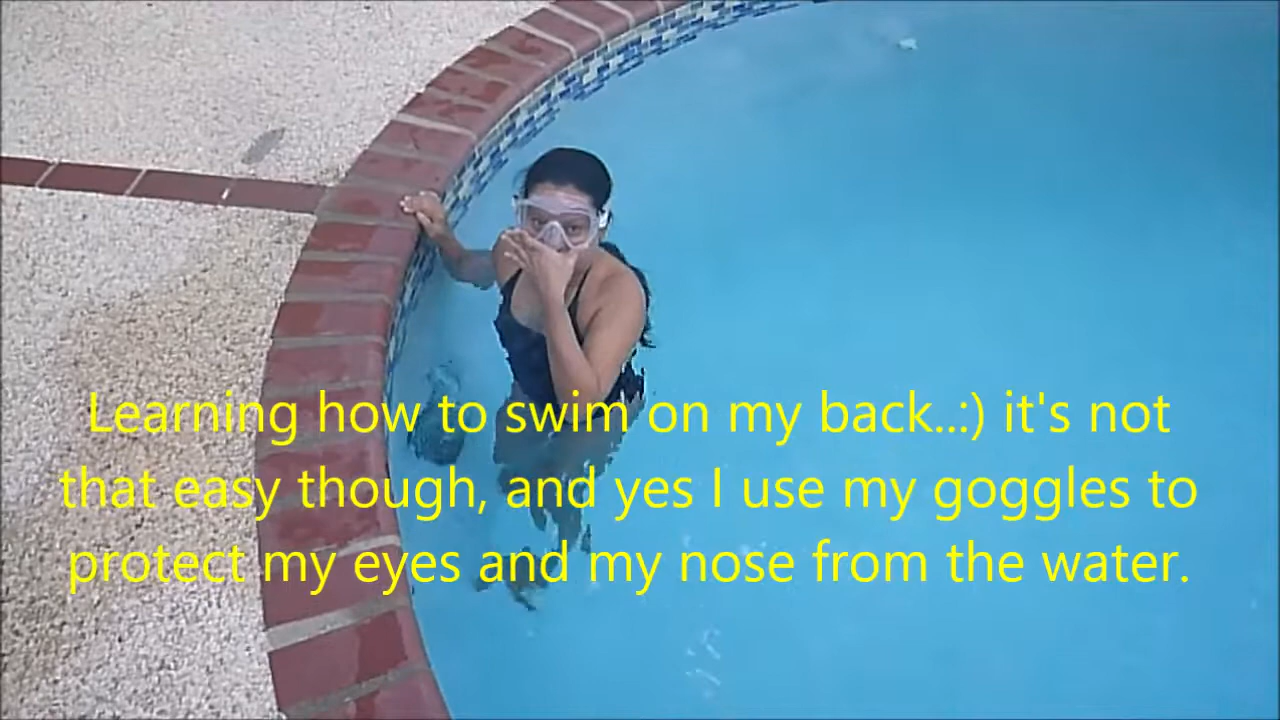 Learning how to swim on my back..:) it's not
that easy though, and yes I use my goggles to
protect my eyes and my nose from the water.